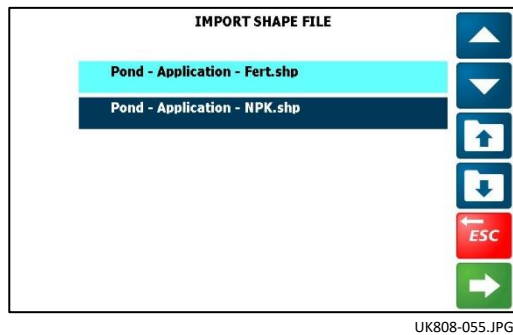 IMPORT SHAPE FILE
Pond - Application - Fert.shp
Pond - Application - NPK.shp
ESC
UK808-055.JPG